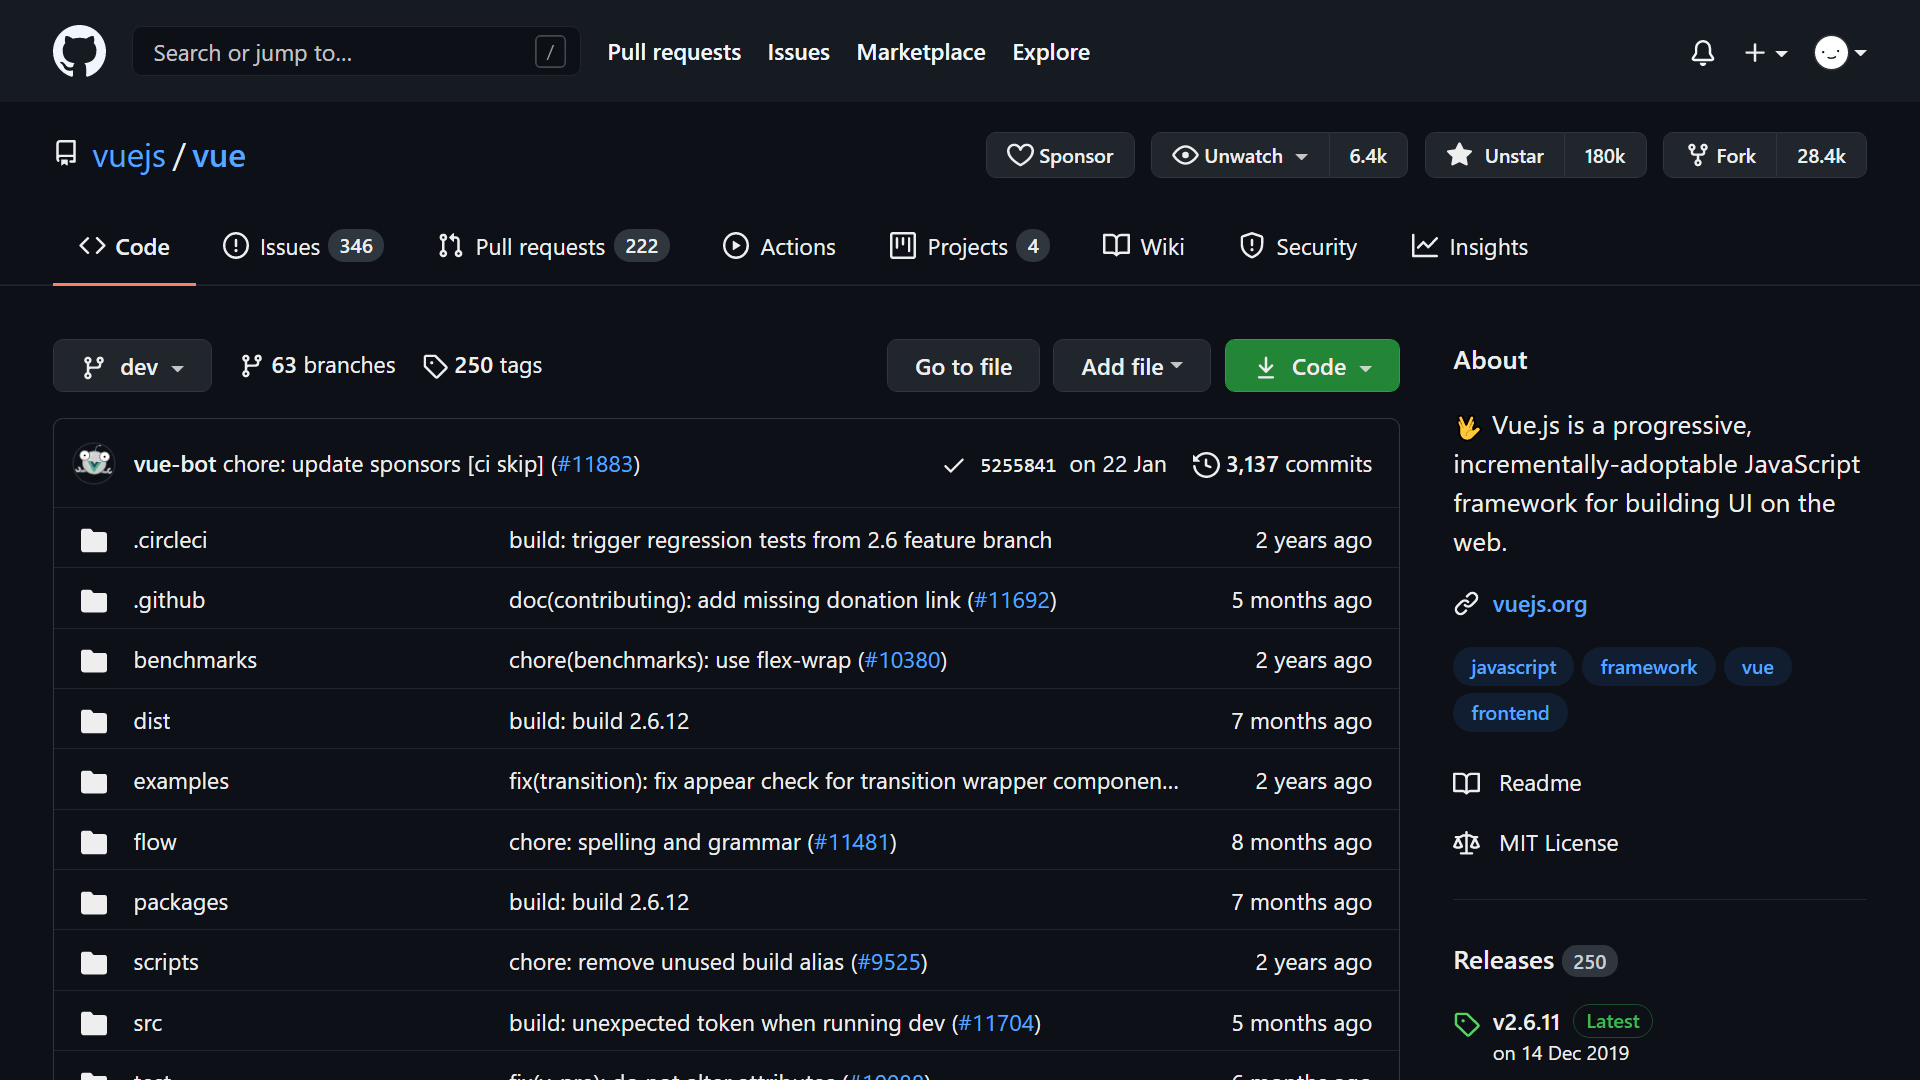 Search or jump to... /
Pull requests Issues Marketplace Explore
vuejs / vue
Sponsor
Unwatch 6.4k
Unstar 180k
Fork 28.4k
Code
Issues 346
Pull requests 222
Actions
Projects 4
Wiki
Security
Insights
dev
63 branches
250 tags
Go to file
Add file
Code
vue-bot chore: update sponsors [ci skip] (#11883) 5255841 on 22 Jan 3,137 commits
.circleci build: trigger regression tests from 2.6 feature branch 2 years ago
.github doc(contributing): add missing donation link (#11692) 5 months ago
benchmarks chore(benchmarks): use flex-wrap (#10380) 2 years ago
dist build: build 2.6.12 7 months ago
examples fix(transition): fix appear check for transition wrapper componen... 2 years ago
flow chore: spelling and grammar (#11481) 8 months ago
packages build: build 2.6.12 7 months ago
scripts chore: remove unused build alias (#9525) 2 years ago
src build: unexpected token when running dev (#11704) 5 months ago
About
Vue.js is a progressive,
incrementally-adoptable JavaScript
framework for building UI on the
web.
vuejs.org
javascript framework vue
frontend
Readme
MIT License
Releases 250
v2.6.11 Latest
on 14 Dec 2019